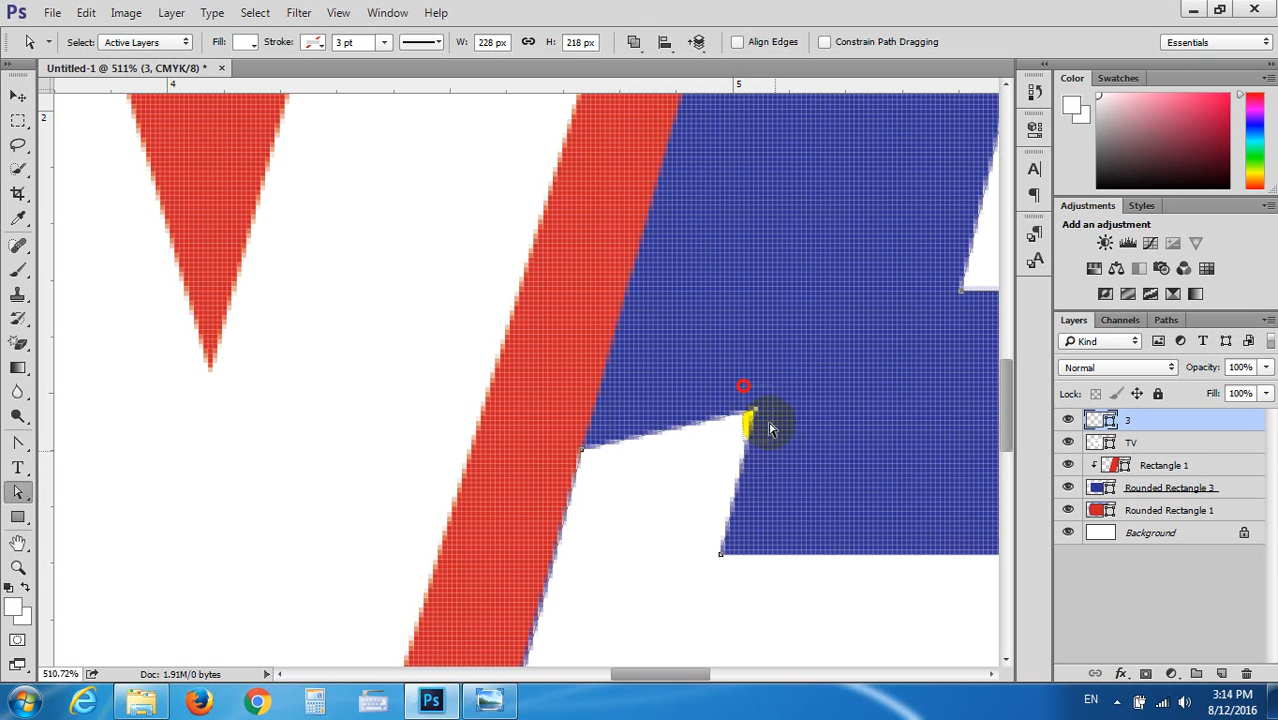 Ps File Edit Image Layer Type Select Filter View Window Help
Select: Active Layers Fill: Stroke: 3 pt W: 228 px H: 218 px Align Edges Constrain Path Dragging Essentials
Untitled-1 @ 511% (3, CMYK/8) * ×
4 5
2
Color Swatches
Adjustments Styles
Add an adjustment
Layers Channels Paths
Kind
Normal Opacity: 100%
Lock: Fill: 100%
3
TV
Rectangle 1
Rounded Rectangle 3
Rounded Rectangle 1
Background
510.72% Doc: 1.91M/0 bytes
EN 3:14 PM
8/12/2016